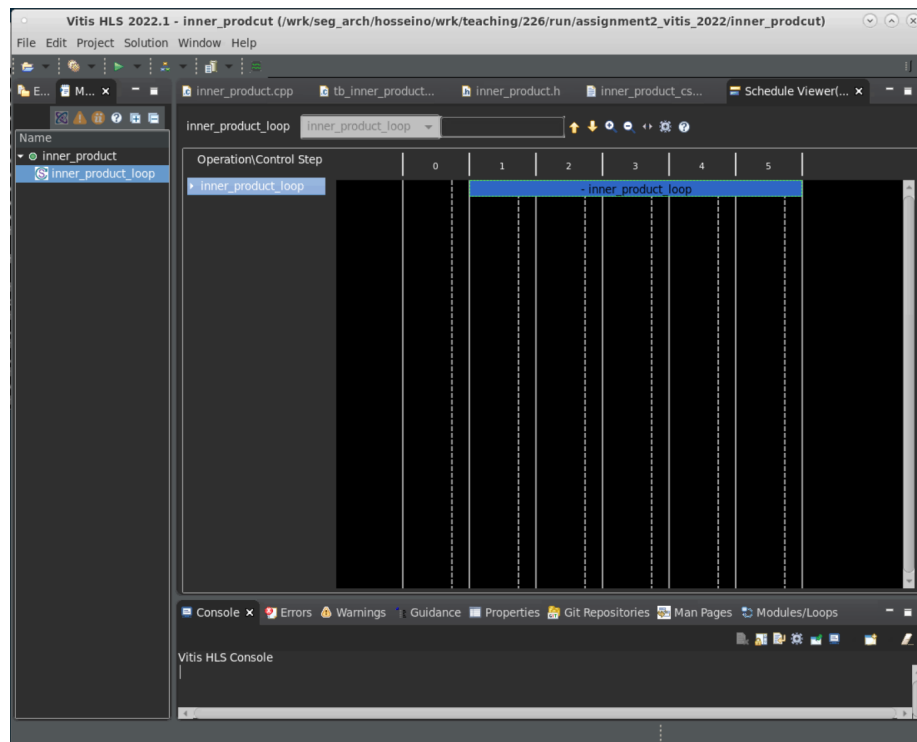 Vitis HLS 2022.1 - inner_prodcut (/wrk/seg_arch/hosseino/wrk/teaching/226/run/assignment2_vitis_2022/inner_prodcut)
File Edit Project Solution Window Help
E... M... inner_product.cpp tb_inner_product... inner_product.h inner_product_cs... Schedule Viewer(...
inner_product_loop inner_product_loop
Name
Operation\Control Step 0 1 2 3 4 5
inner_product
inner_product_loop
inner_product_loop - inner_product_loop
Console Errors Warnings Guidance Properties Git Repositories Man Pages Modules/Loops
Vitis HLS Console